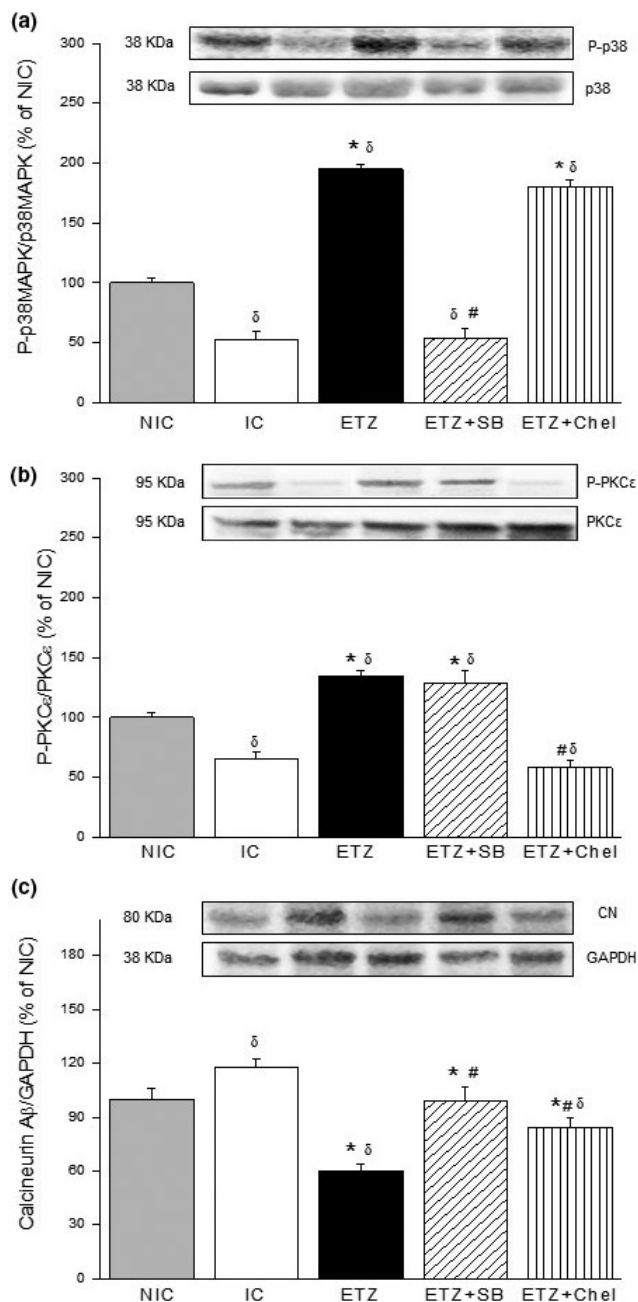 (a)
300
38 KDa
P-p38
38 KDa
p38
250
200
150
100
50
0
P-p38MAPK/p38MAPK (% of NIC)
δ
* δ
δ #
* δ
NIC IC ETZ ETZ+SB ETZ+Chel
(b)
300
95 KDa
P-PKCε
95 KDa
PKCε
250
200
150
100
50
0
P-PKCε/PKCε (% of NIC)
δ
* δ
* δ
#δ
NIC IC ETZ ETZ+SB ETZ+Chel
(c)
80 KDa
CN
38 KDa
GAPDH
180
150
120
90
60
30
0
Calcineurin Aβ/GAPDH (% of NIC)
δ
* δ
* #
*#δ
NIC IC ETZ ETZ+SB ETZ+Chel